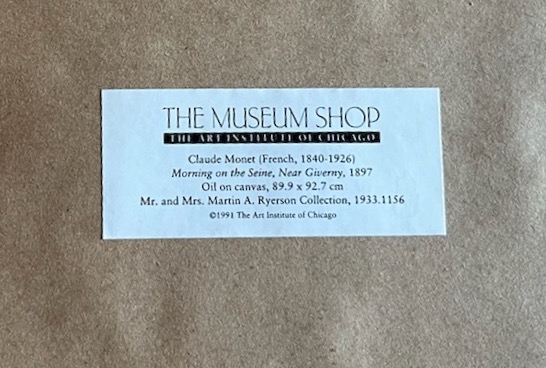 THE MUSEUM SHOP
THE ART INSTITUTE OF CHICAGO
Claude Monet (French, 1840-1926)
Morning on the Seine, Near Giverny, 1897
Oil on canvas, 89.9 x 92.7 cm
Mr. and Mrs. Martin A. Ryerson Collection, 1933.1156
©1991 The Art Institute of Chicago